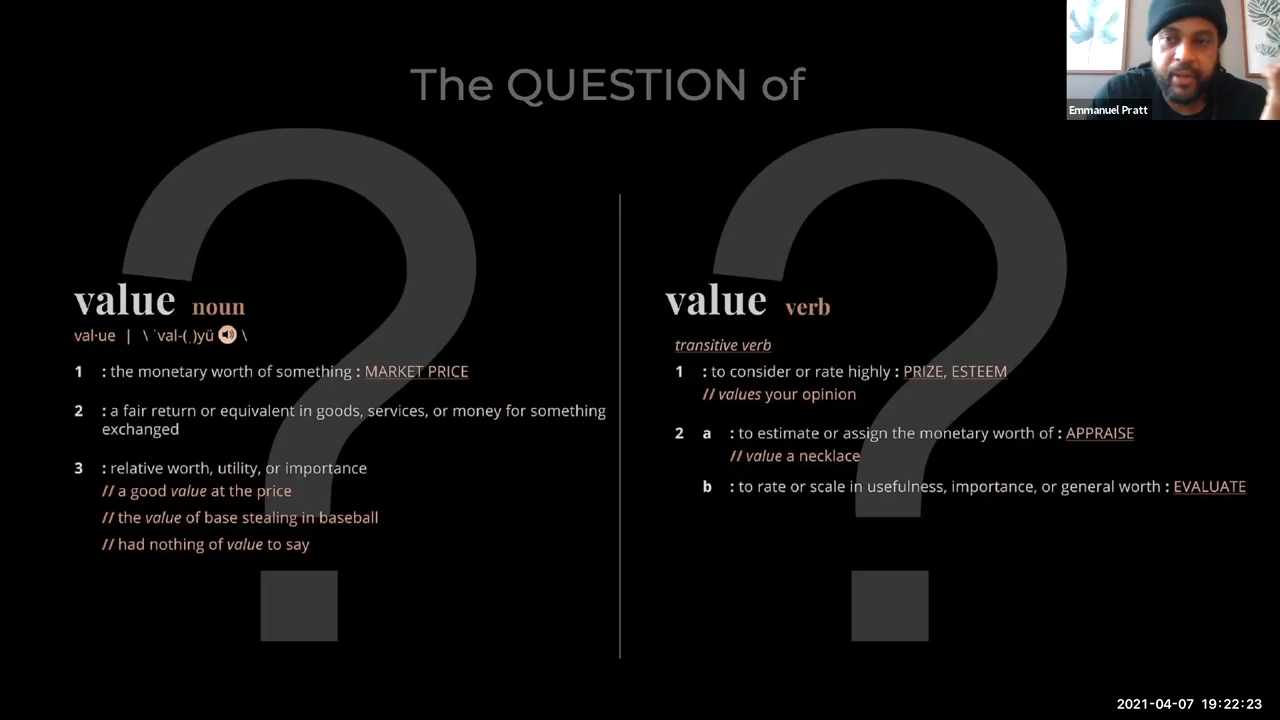 The QUESTION of
Emmanuel Pratt
value noun
val·ue | \ ˈval-(ˌ)yü \
1 : the monetary worth of something : MARKET PRICE
2 : a fair return or equivalent in goods, services, or money for something
exchanged
3 : relative worth, utility, or importance
// a good value at the price
// the value of base stealing in baseball
// had nothing of value to say
value verb
transitive verb
1 : to consider or rate highly : PRIZE, ESTEEM
// values your opinion
2 a : to estimate or assign the monetary worth of : APPRAISE
// value a necklace
b : to rate or scale in usefulness, importance, or general worth : EVALUATE
2021-04-07 19:22:23